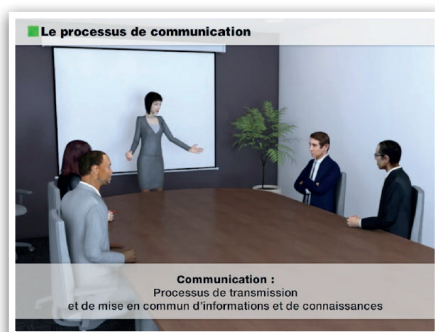 Le processus de communication
Communication :
Processus de transmission
et de mise en commun d'informations et de connaissances